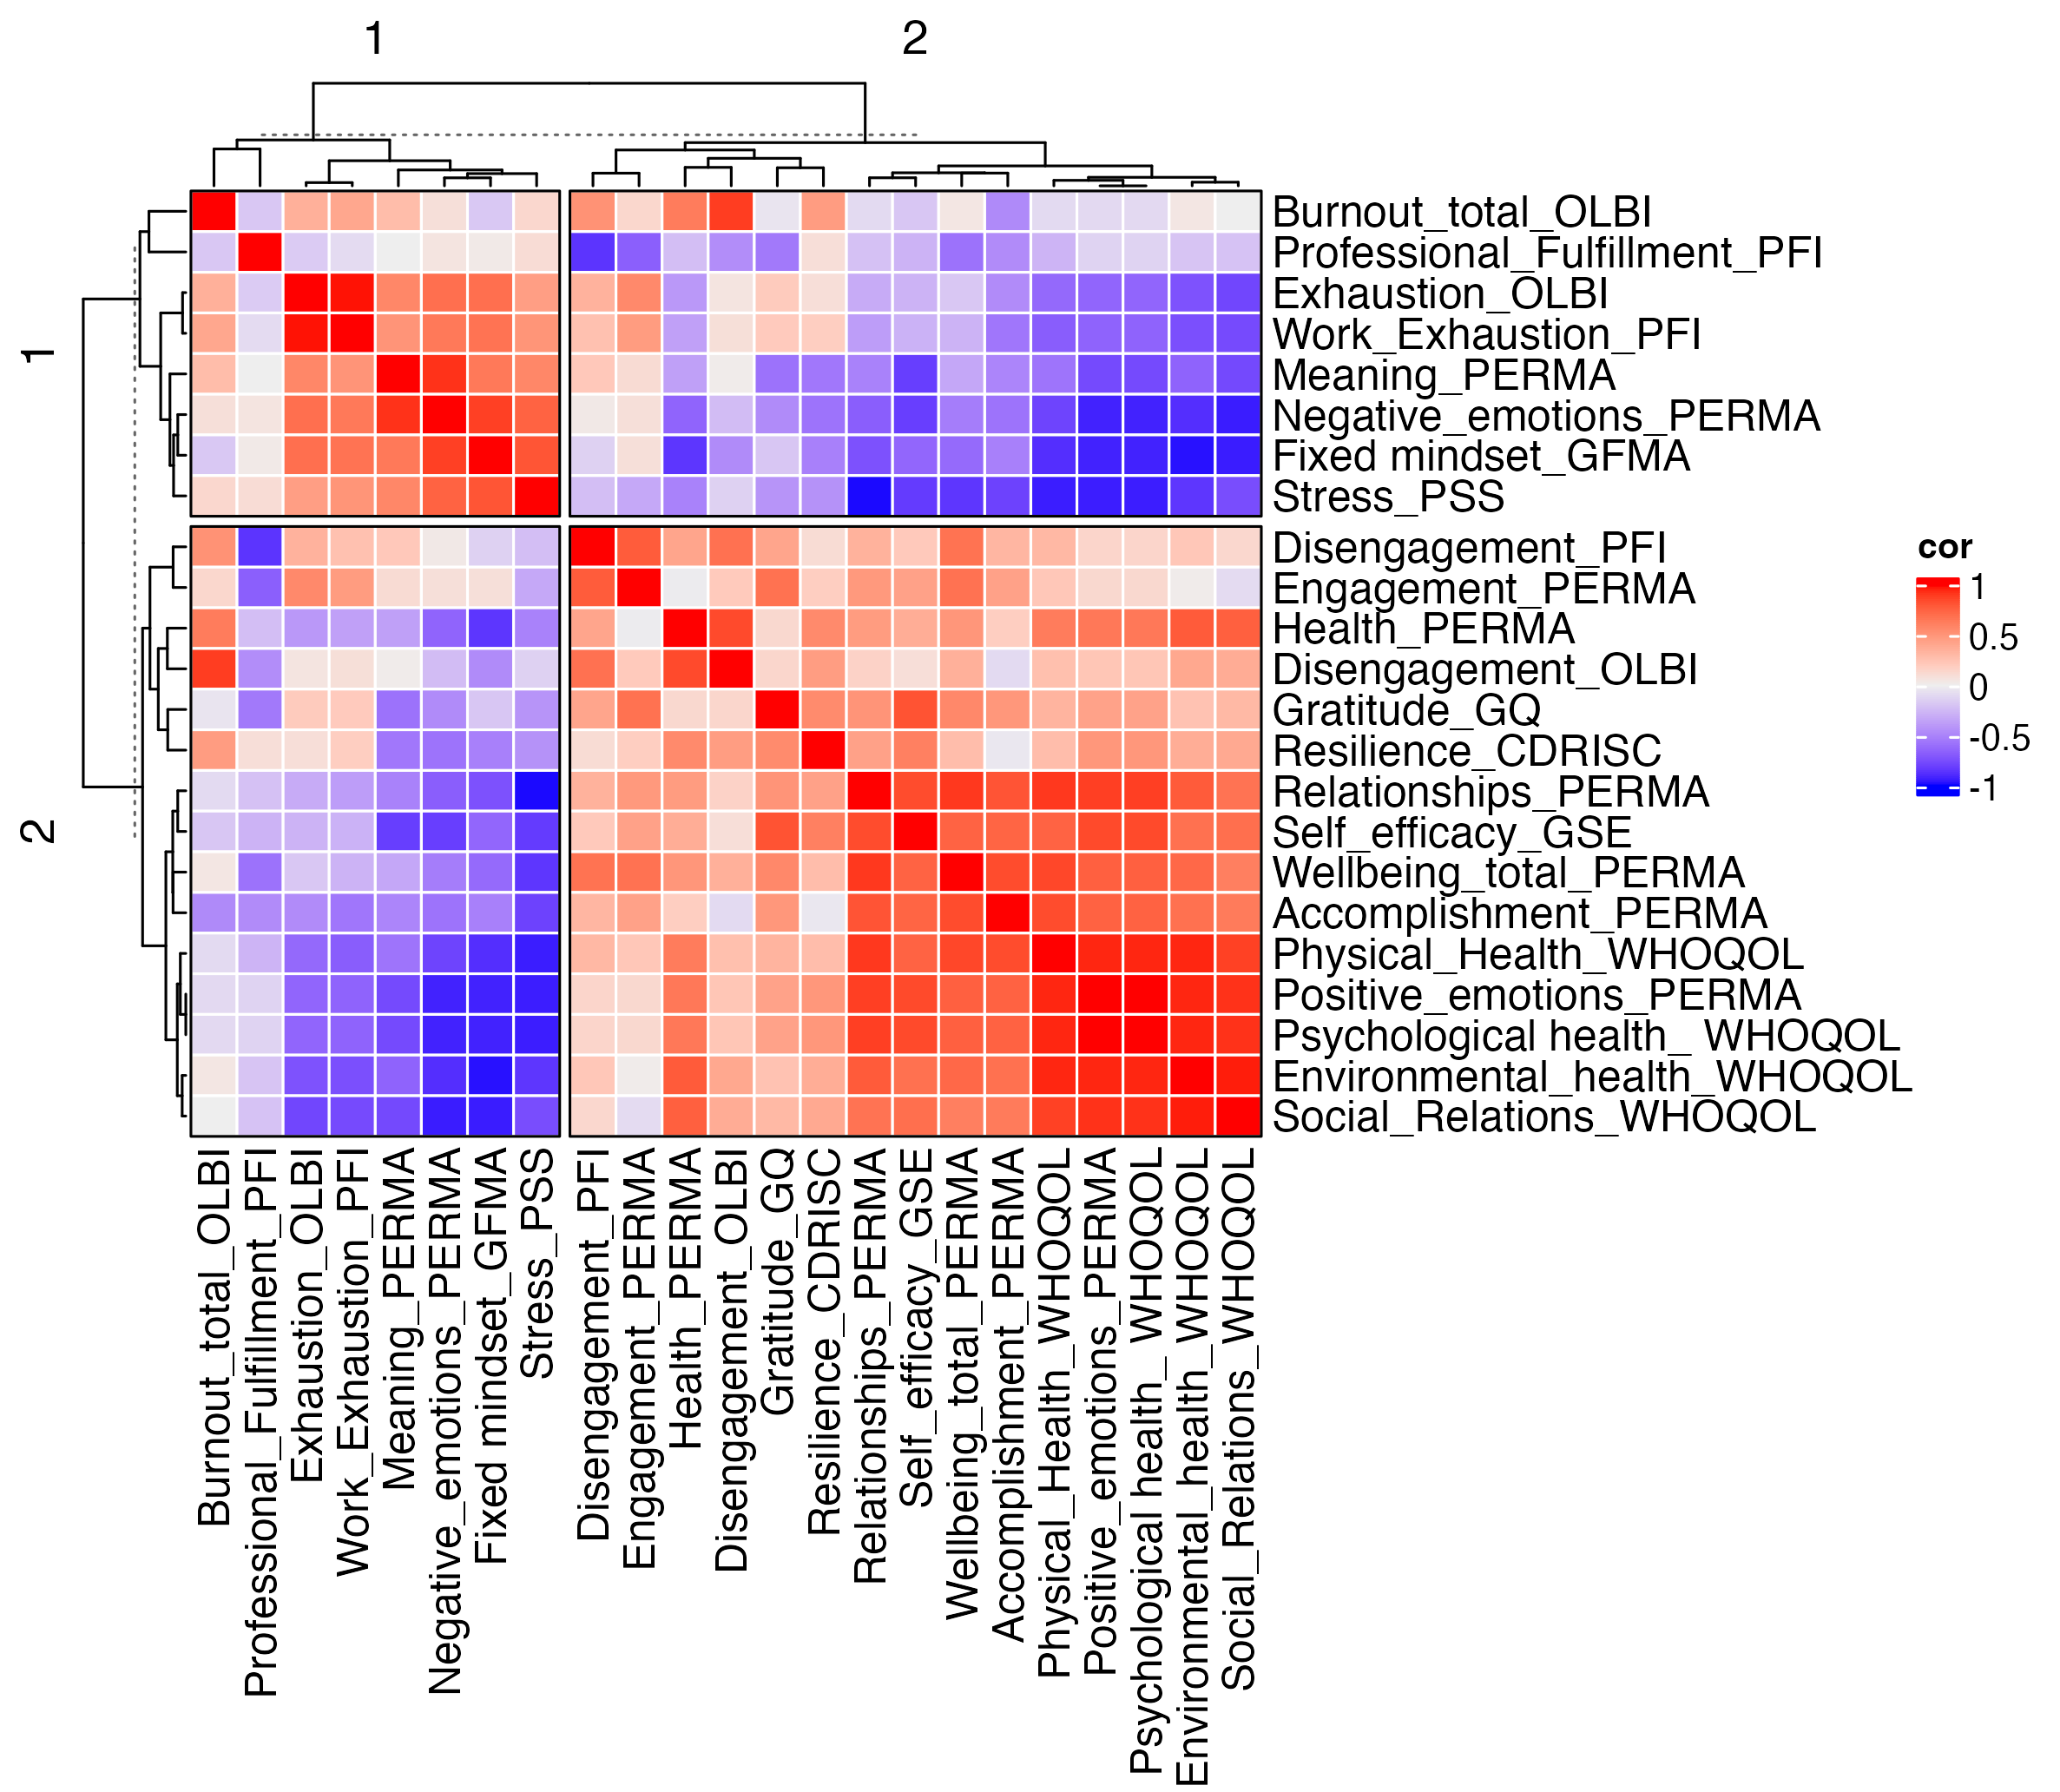 1
2
1
2
Burnout_total_OLBI
Professional_Fulfillment_PFI
Exhaustion_OLBI
Work_Exhaustion_PFI
Meaning_PERMA
Negative_emotions_PERMA
Fixed mindset_GFMA
Stress_PSS
Disengagement_PFI
Engagement_PERMA
Health_PERMA
Disengagement_OLBI
Gratitude_GQ
Resilience_CDRISC
Relationships_PERMA
Self_efficacy_GSE
Wellbeing_total_PERMA
Accomplishment_PERMA
Physical_Health_WHOQOL
Positive_emotions_PERMA
Psychological health_ WHOQOL
Environmental_health_WHOQOL
Social_Relations_WHOQOL
cor
1
0.5
0
-0.5
-1
Burnout_total_OLBI
Professional_Fulfillment_PFI
Exhaustion_OLBI
Work_Exhaustion_PFI
Meaning_PERMA
Negative_emotions_PERMA
Fixed mindset_GFMA
Stress_PSS
Disengagement_PFI
Engagement_PERMA
Health_PERMA
Disengagement_OLBI
Gratitude_GQ
Resilience_CDRISC
Relationships_PERMA
Self_efficacy_GSE
Wellbeing_total_PERMA
Accomplishment_PERMA
Physical_Health_WHOQOL
Positive_emotions_PERMA
Psychological health_ WHOQOL
Environmental_health_WHOQOL
Social_Relations_WHOQOL